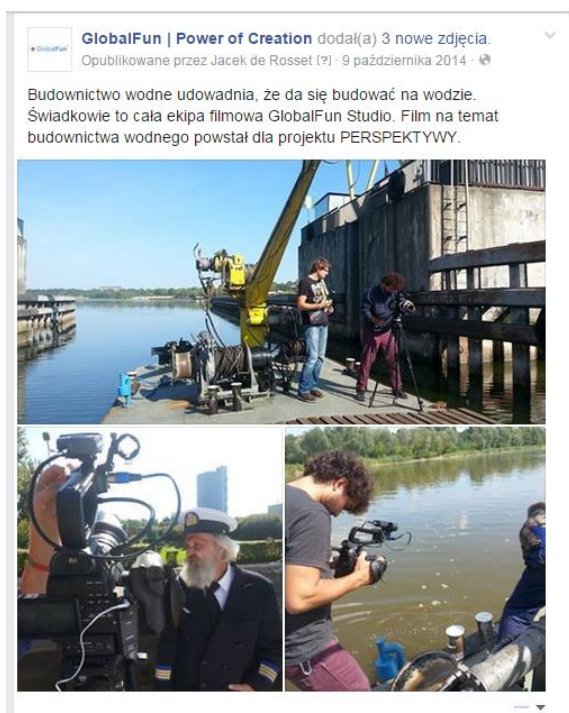 GlobalFun
GlobalFun | Power of Creation dodał(a) 3 nowe zdjęcia.
Opublikowane przez Jacek de Rosset [?] · 9 października 2014 ·
Budownictwo wodne udowadnia, że da się budować na wodzie.
Świadkowie to cała ekipa filmowa GlobalFun Studio. Film na temat
budownictwa wodnego powstał dla projektu PERSPEKTYWY.